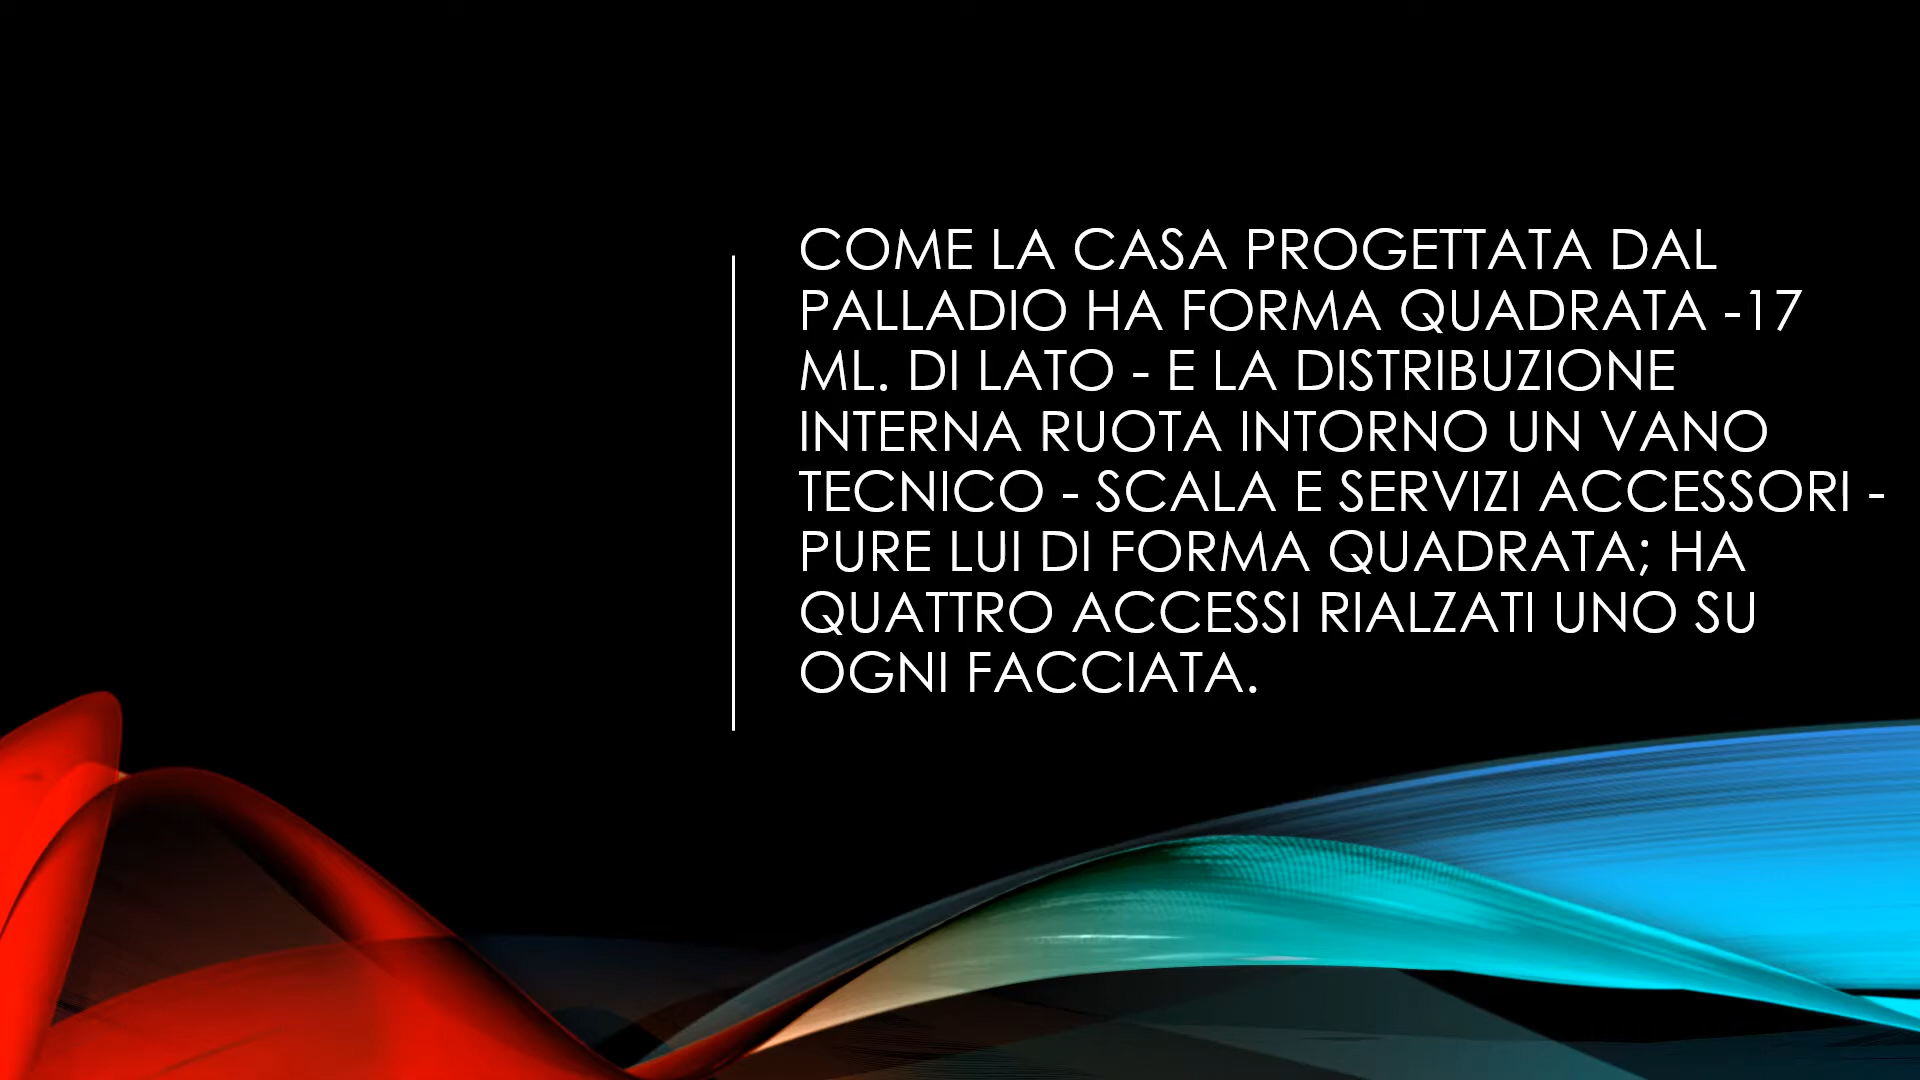 COME LA CASA PROGETTATA DAL
PALLADIO HA FORMA QUADRATA -17
ML. DI LATO - E LA DISTRIBUZIONE
INTERNA RUOTA INTORNO UN VANO
TECNICO - SCALA E SERVIZI ACCESSORI -
PURE LUI DI FORMA QUADRATA; HA
QUATTRO ACCESSI RIALZATI UNO SU
OGNI FACCIATA.